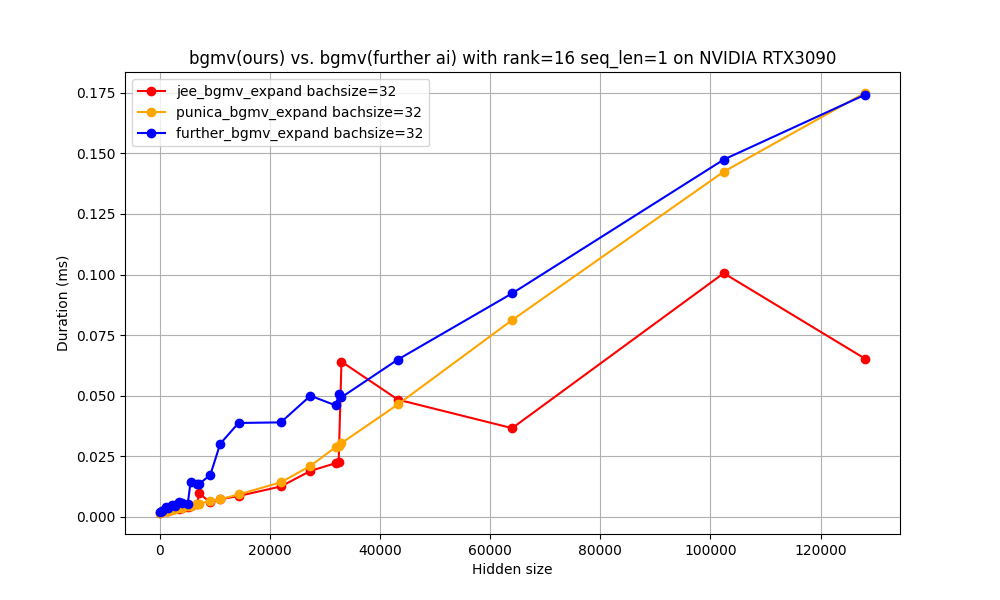 bgmv(ours) vs. bgmv(further ai) with rank=16 seq_len=1 on NVIDIA RTX3090
jee_bgmv_expand bachsize=32
punica_bgmv_expand bachsize=32
further_bgmv_expand bachsize=32
0.175
0.150
0.125
0.100
0.075
0.050
0.025
0.000
Duration (ms)
0 20000 40000 60000 80000 100000 120000
Hidden size